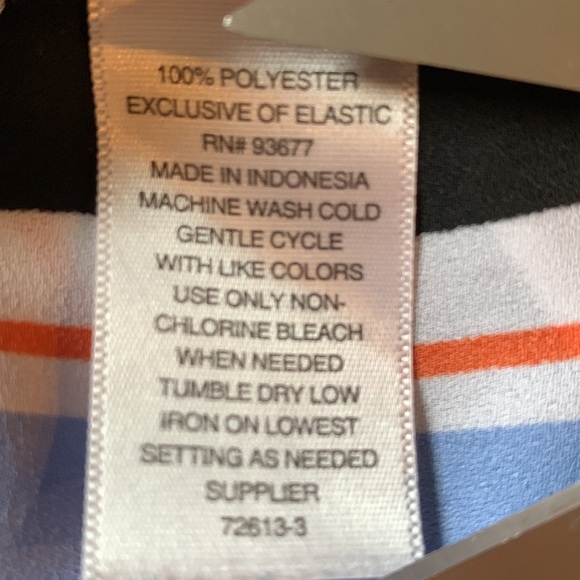 100% POLYESTER
EXCLUSIVE OF ELASTIC
RN# 93677
MADE IN INDONESIA
MACHINE WASH COLD
GENTLE CYCLE
WITH LIKE COLORS
USE ONLY NON-
CHLORINE BLEACH
WHEN NEEDED
TUMBLE DRY LOW
IRON ON LOWEST
SETTING AS NEEDED
SUPPLIER
72613-3